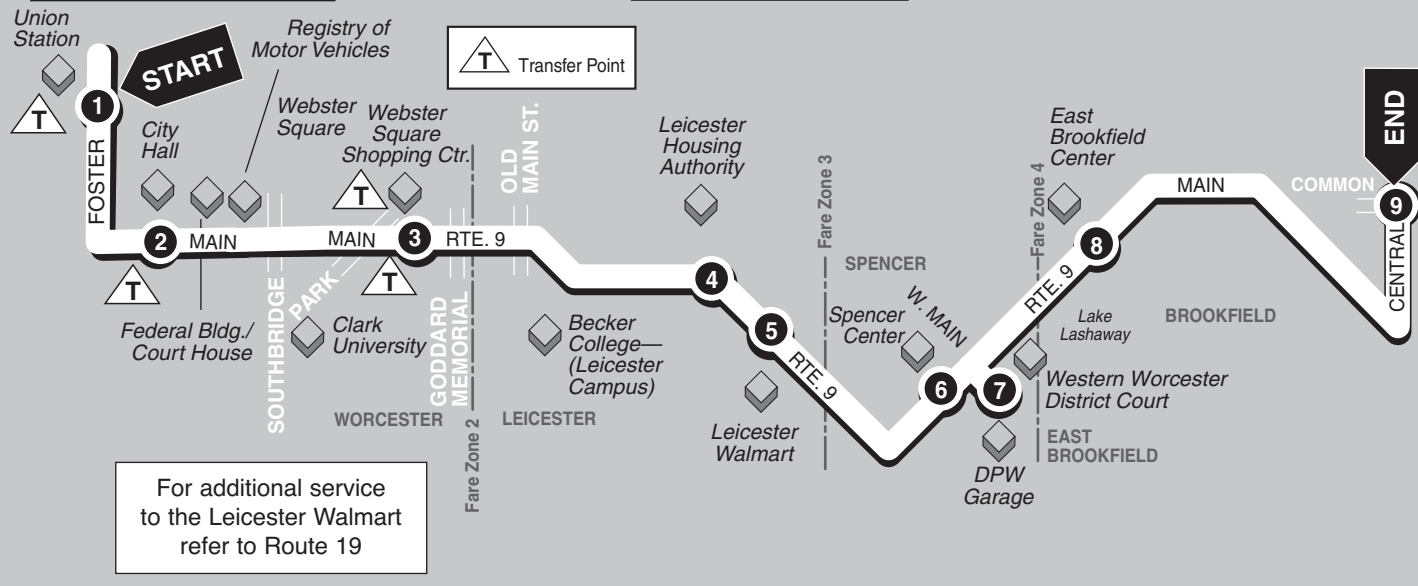 Union
Station
START
1
T
FOSTER
Registry of
Motor Vehicles
T Transfer Point
City
Hall
Webster
Square
Webster
Square
Shopping Ctr.
T
2
MAIN
T
Federal Bldg./
Court House
SOUTHBRIDGE
MAIN
PARK
3
T
RTE. 9
Clark
University
GODDARD
MEMORIAL
WORCESTER
Fare Zone 2
OLD
MAIN ST.
LEICESTER
Becker
College—
(Leicester
Campus)
Leicester
Housing
Authority
4
5
RTE. 9
Leicester
Walmart
Fare Zone 3
SPENCER
Spencer
Center
W. MAIN
6
7
DPW
Garage
Fare Zone 4
East
Brookfield
Center
RTE. 9
8
Lake
Lashaway
Western Worcester
District Court
EAST
BROOKFIELD
BROOKFIELD
MAIN
COMMON
END
9
CENTRAL
For additional service
to the Leicester Walmart
refer to Route 19